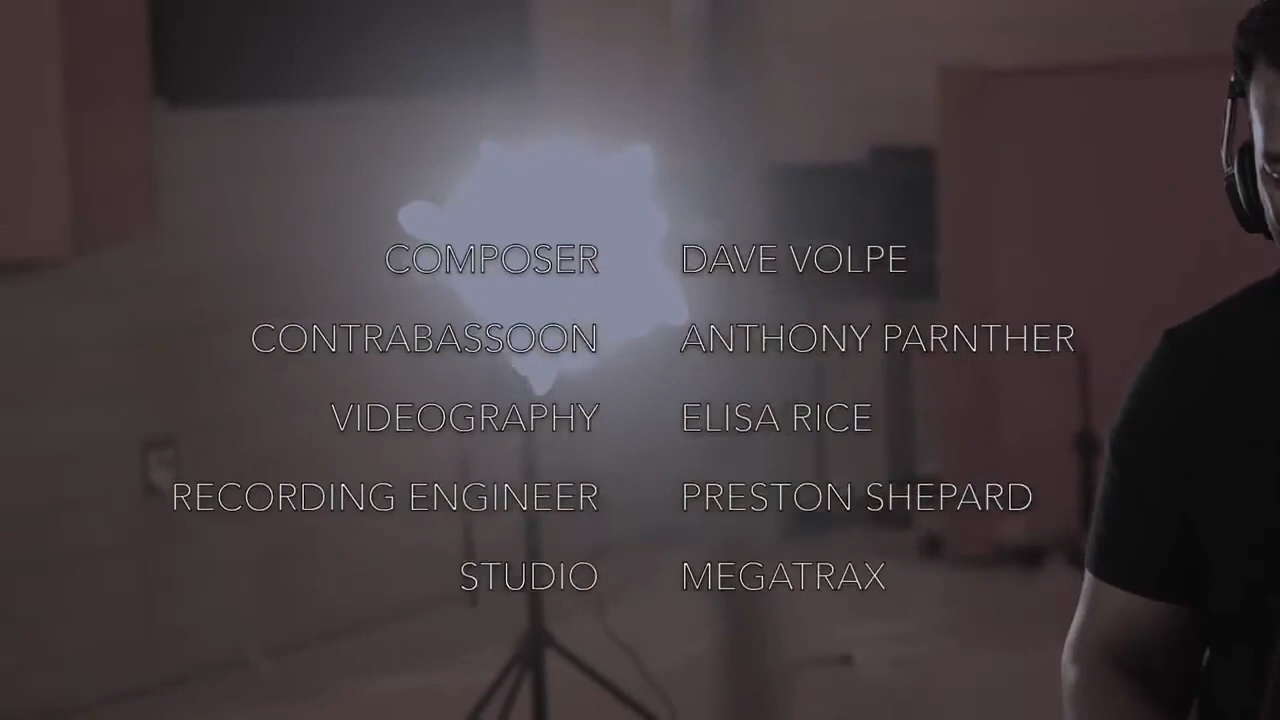 COMPOSER DAVE VOLPE
CONTRABASSOON ANTHONY PARNTHER
VIDEOGRAPHY ELISA RICE
RECORDING ENGINEER PRESTON SHEPARD
STUDIO MEGATRAX